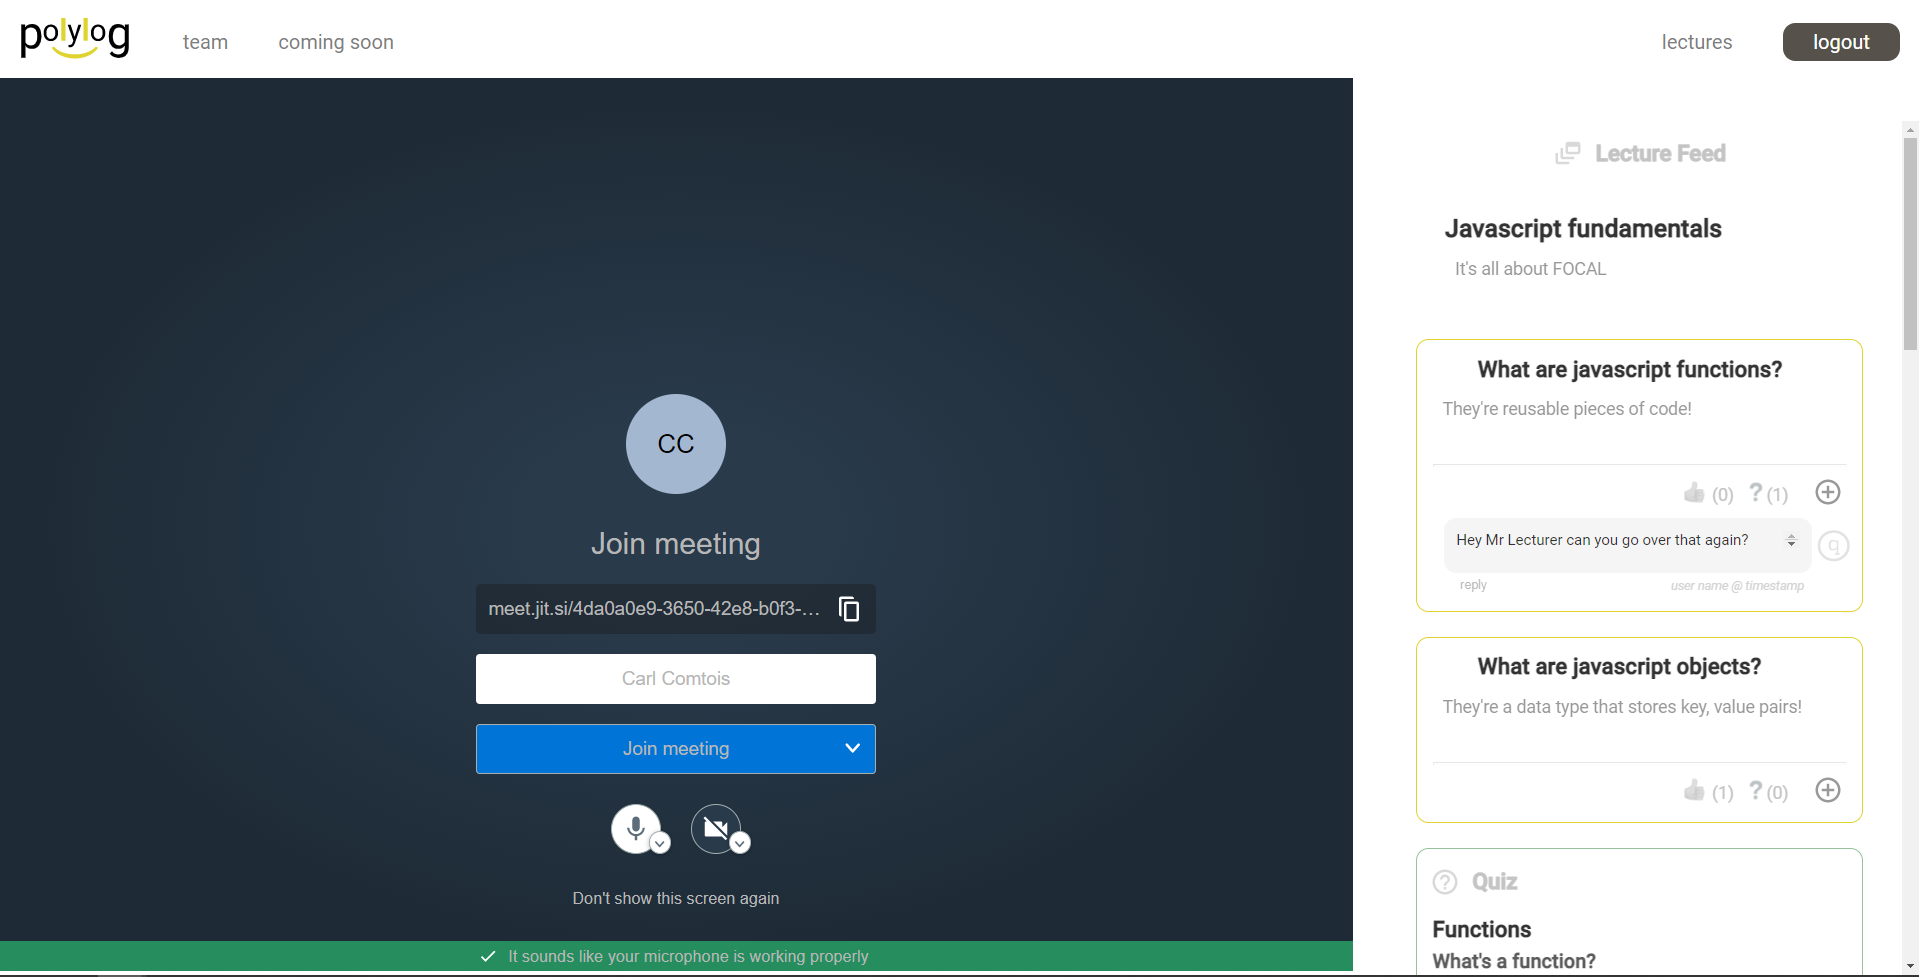 polylog
team
coming soon
lectures
logout
CC
Join meeting
meet.jit.si/4da0a0e9-3650-42e8-b0f3-...
Carl Comtois
Join meeting
Don't show this screen again
It sounds like your microphone is working properly
Lecture Feed
Javascript fundamentals
It's all about FOCAL
What are javascript functions?
They're reusable pieces of code!
(0) ? (1)
Hey Mr Lecturer can you go over that again?
q
reply
user name @ timestamp
What are javascript objects?
They're a data type that stores key, value pairs!
(1) ? (0)
? Quiz
Functions
What's a function?